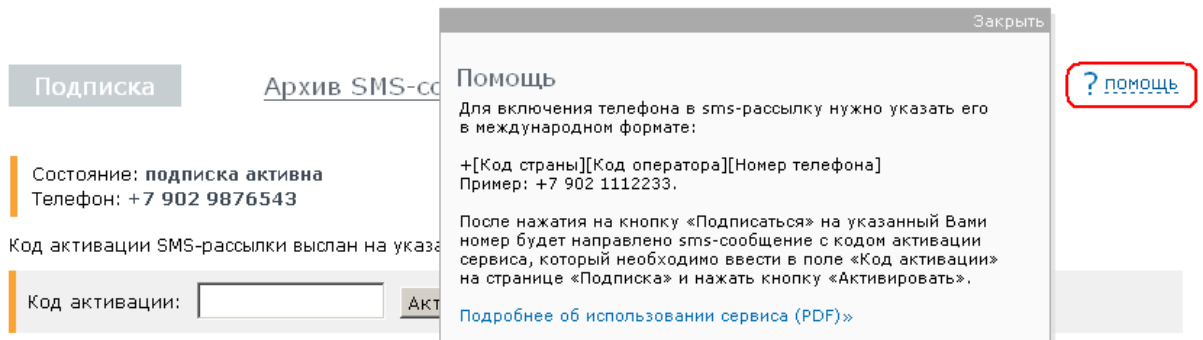 Закрыть
Подписка
Архив SMS-со
? помощь
Помощь
Для включения телефона в sms-рассылку нужно указать его
в международном формате:
+[Код страны][Код оператора][Номер телефона]
Пример: +7 902 1112233.
Состояние: подписка активна
Телефон: +7 902 9876543
После нажатия на кнопку «Подписаться» на указанный Вами
номер будет направлено sms-сообщение с кодом активации
сервиса, который необходимо ввести в поле «Код активации»
на странице «Подписка» и нажать кнопку «Активировать».
Код активации SMS-рассылки выслан на указа
Код активации:
Акт
Подробнее об использовании сервиса (PDF)»